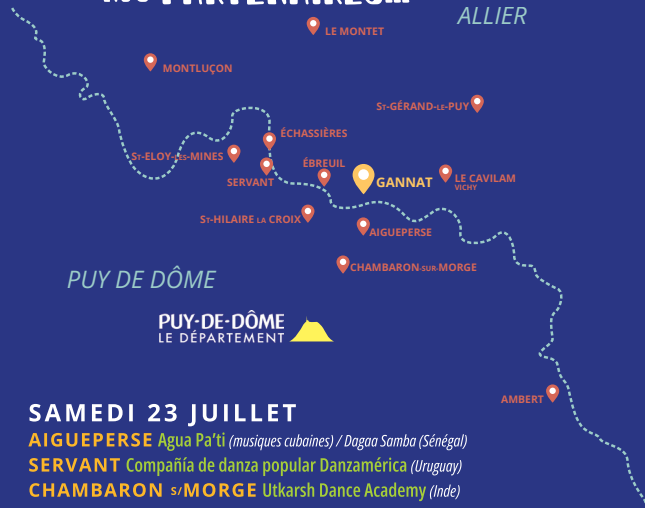 NOS PARTENAIRES...
ALLIER
LE MONTET
MONTLUÇON
ST-GÉRAND-LE-PUY
ÉCHASSIÈRES
ST-ELOY-LES-MINES
ÉBREUIL
SERVANT
GANNAT
LE CAVILAM
VICHY
ST-HILAIRE LA CROIX
AIGUEPERSE
CHAMBARON-SUR-MORGE
PUY DE DÔME
PUY-DE-DÔME
LE DÉPARTEMENT
AMBERT
SAMEDI 23 JUILLET
AIGUEPERSE Agua Pa'ti (musiques cubaines) / Dagaa Samba (Sénégal)
SERVANT Compañía de danza popular Danzamérica (Uruguay)
CHAMBARON S/MORGE Utkarsh Dance Academy (Inde)